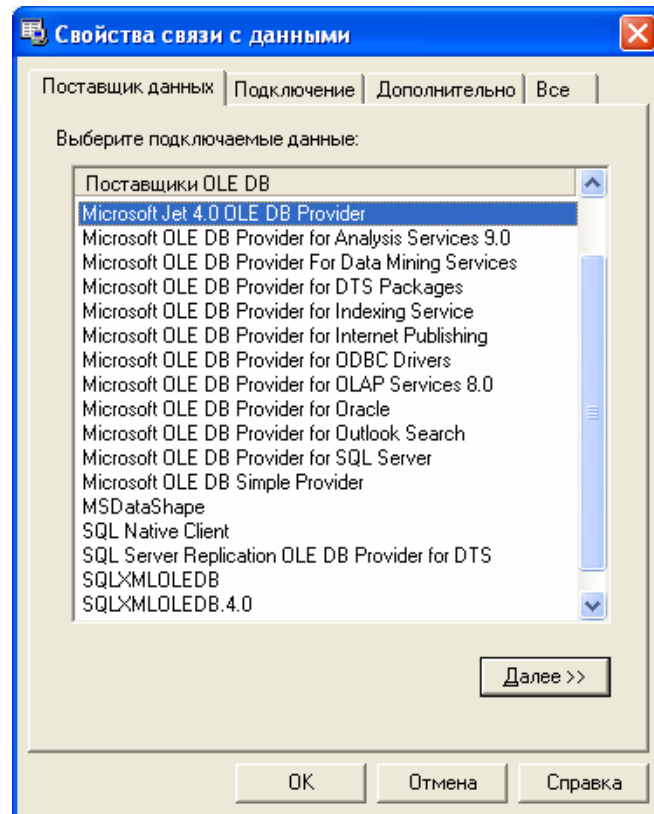 Свойства связи с данными
Поставщик данных Подключение Дополнительно Все
Выберите подключаемые данные:
Поставщики OLE DB
Microsoft Jet 4.0 OLE DB Provider
Microsoft OLE DB Provider for Analysis Services 9.0
Microsoft OLE DB Provider For Data Mining Services
Microsoft OLE DB Provider for DTS Packages
Microsoft OLE DB Provider for Indexing Service
Microsoft OLE DB Provider for Internet Publishing
Microsoft OLE DB Provider for ODBC Drivers
Microsoft OLE DB Provider for OLAP Services 8.0
Microsoft OLE DB Provider for Oracle
Microsoft OLE DB Provider for Outlook Search
Microsoft OLE DB Provider for SQL Server
Microsoft OLE DB Simple Provider
MSDataShape
SQL Native Client
SQL Server Replication OLE DB Provider for DTS
SQLXMLOLEDB
SQLXMLOLEDB.4.0
Далее >>
ОК Отмена Справка